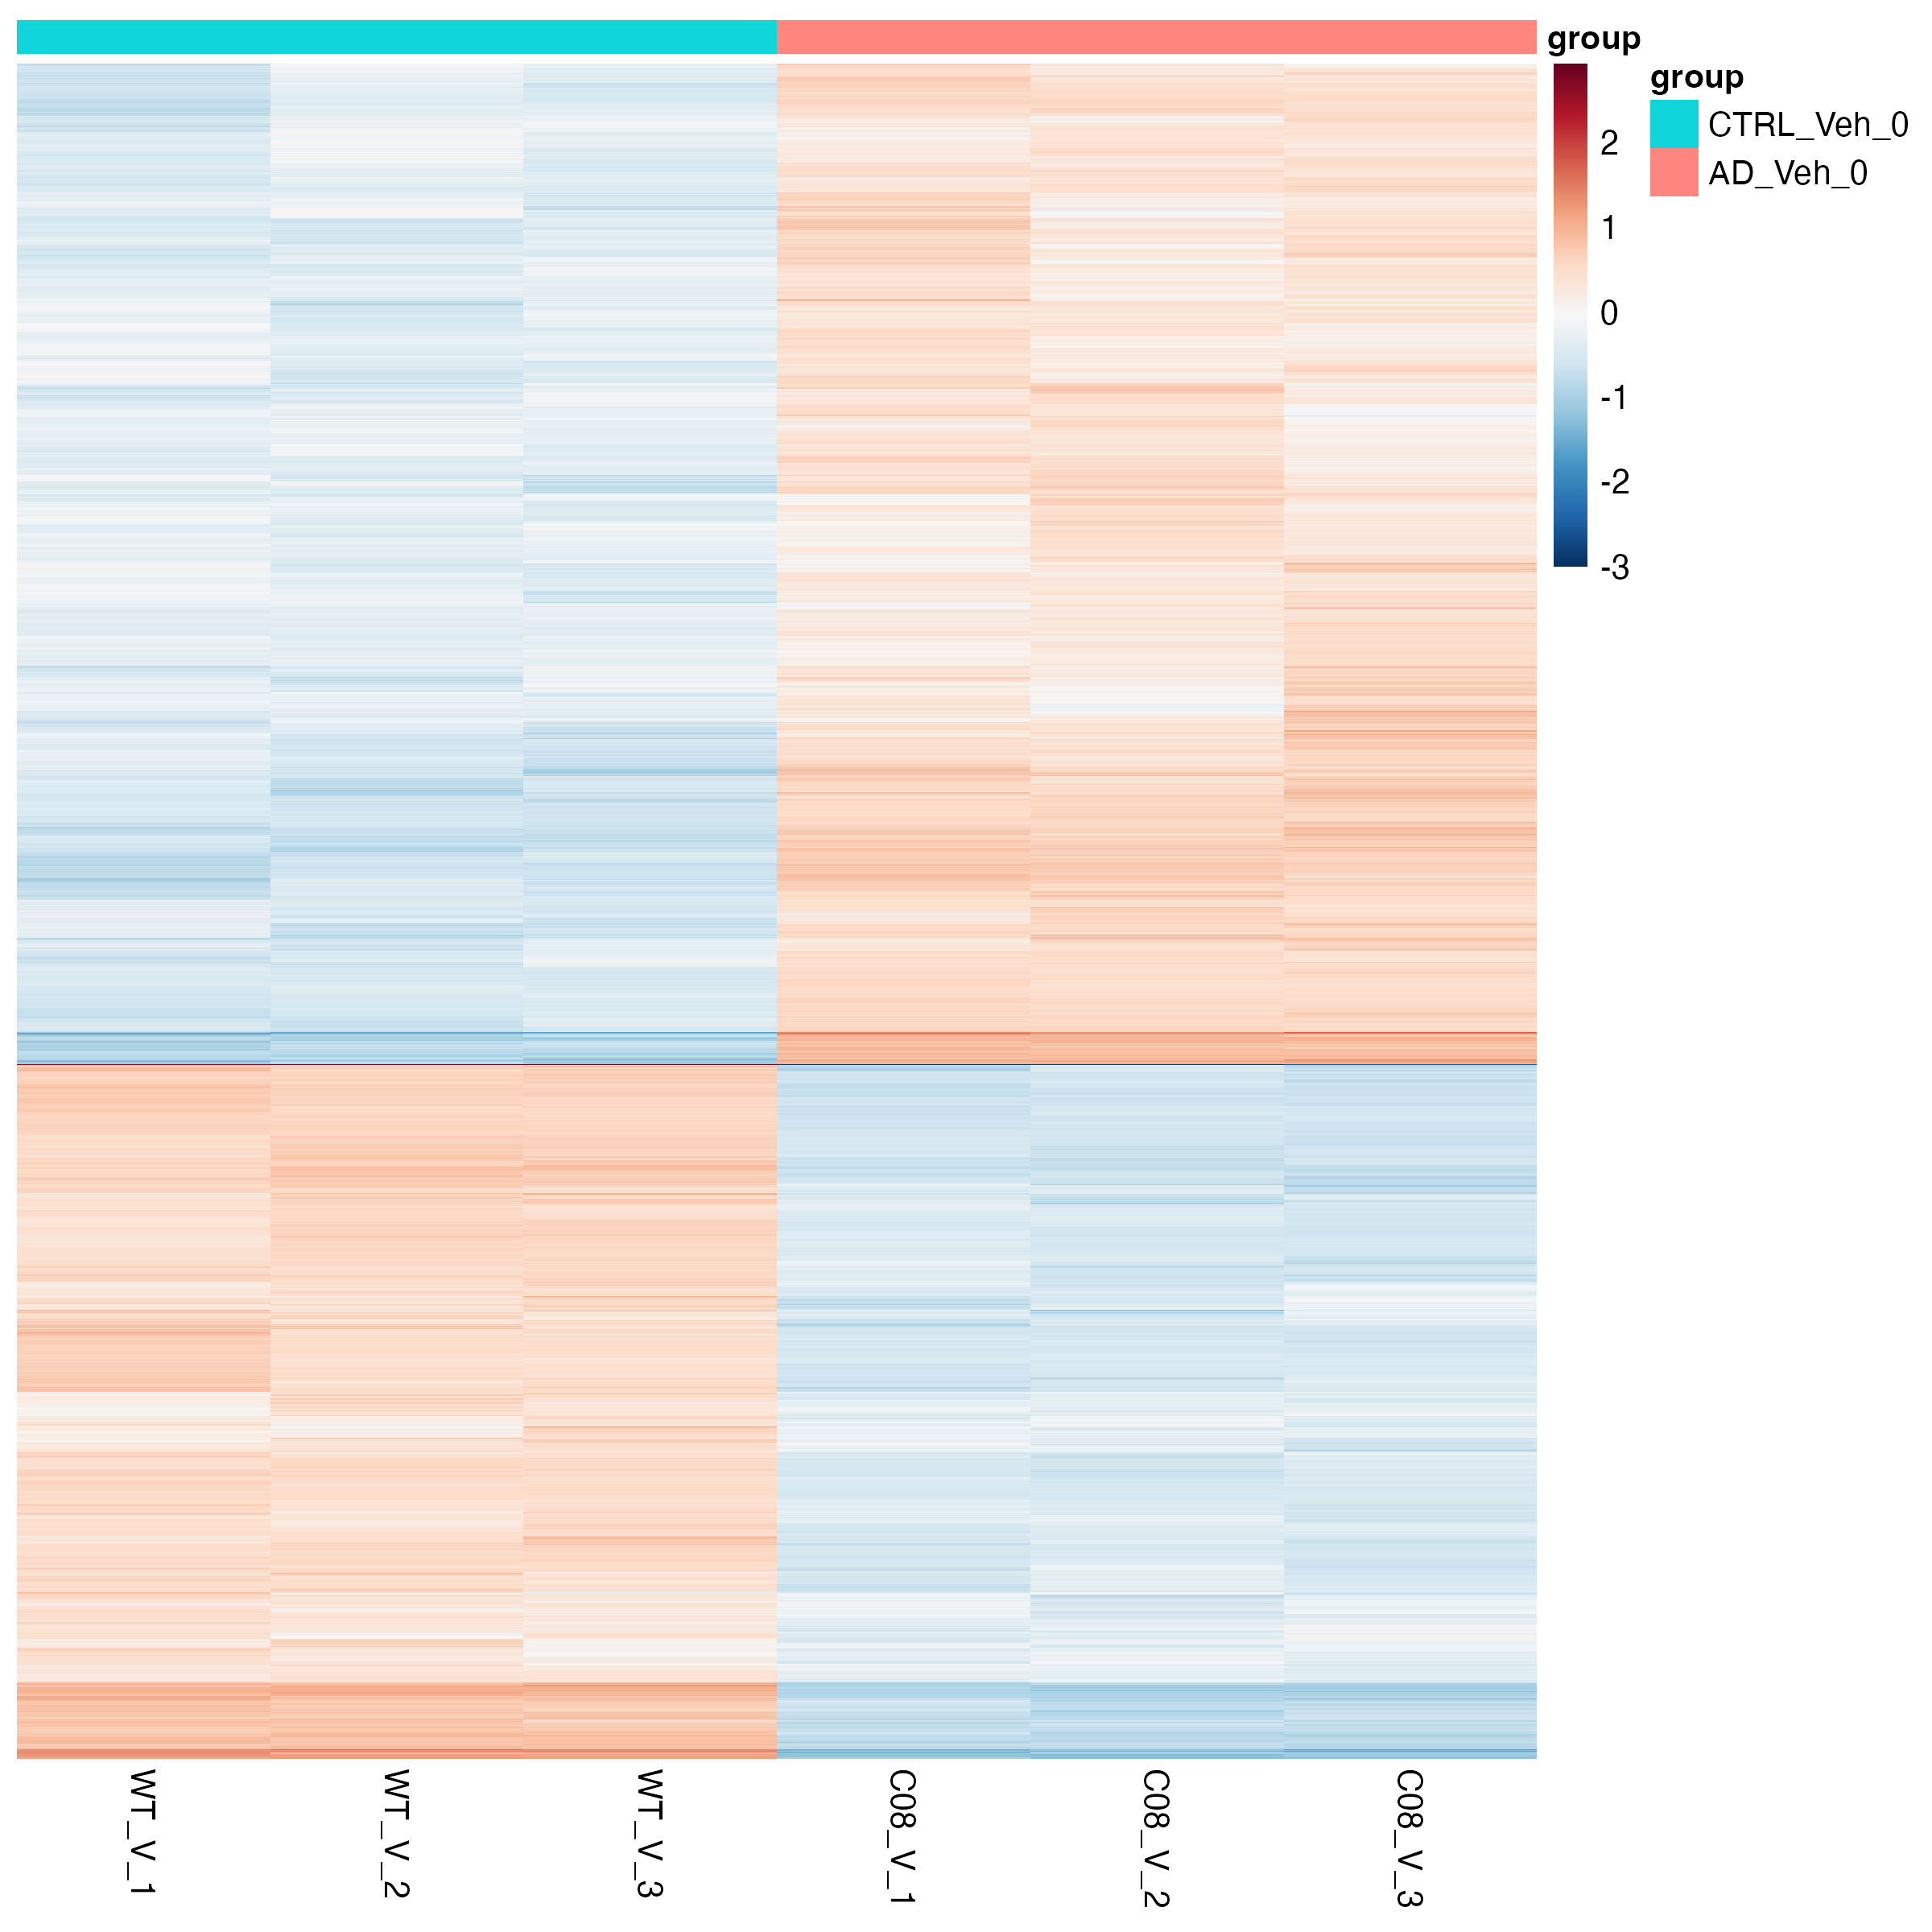 group
group
CTRL_Veh_0
AD_Veh_0
2
1
0
-1
-2
-3
WT_V_1
WT_V_2
WT_V_3
C08_V_1
C08_V_2
C08_V_3